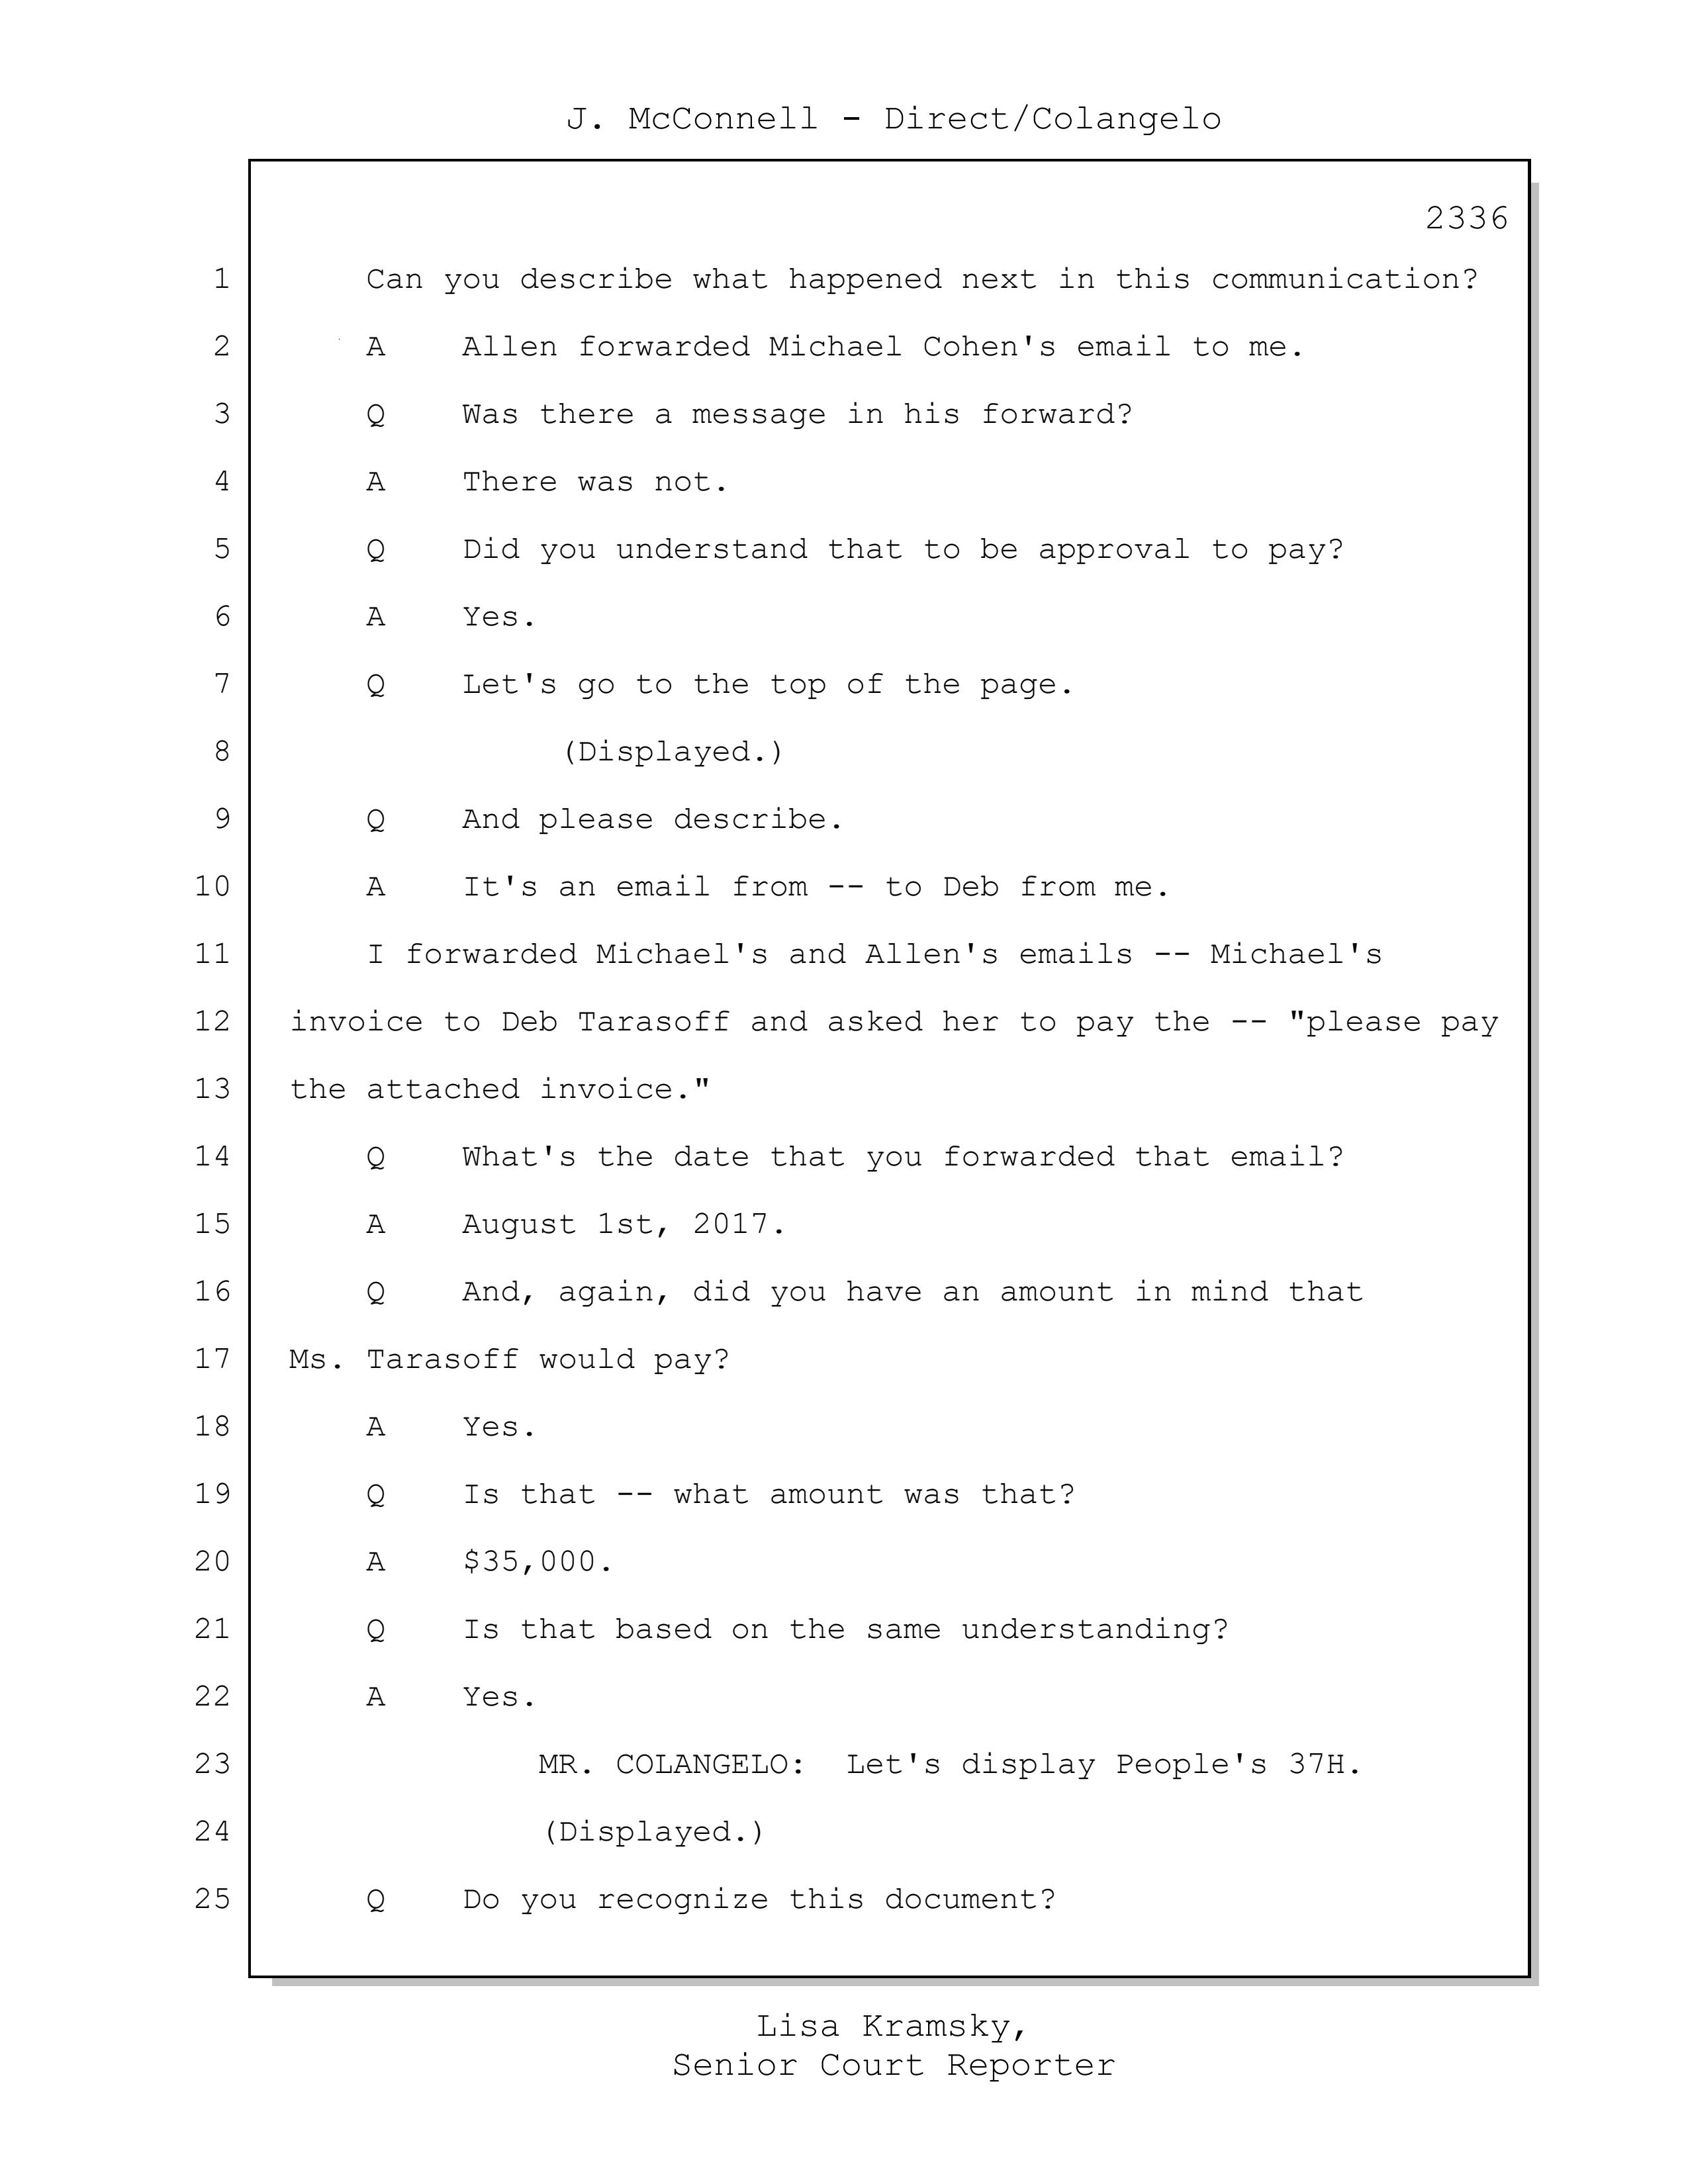 J. McConnell - Direct/Colangelo
2336
1 Can you describe what happened next in this communication?
2 A Allen forwarded Michael Cohen's email to me.
3 Q Was there a message in his forward?
4 A There was not.
5 Q Did you understand that to be approval to pay?
6 A Yes.
7 Q Let's go to the top of the page.
8 (Displayed.)
9 Q And please describe.
10 A It's an email from -- to Deb from me.
11 I forwarded Michael's and Allen's emails -- Michael's
12 invoice to Deb Tarasoff and asked her to pay the -- "please pay
13 the attached invoice."
14 Q What's the date that you forwarded that email?
15 A August 1st, 2017.
16 Q And, again, did you have an amount in mind that
17 Ms. Tarasoff would pay?
18 A Yes.
19 Q Is that -- what amount was that?
20 A $35,000.
21 Q Is that based on the same understanding?
22 A Yes.
23 MR. COLANGELO: Let's display People's 37H.
24 (Displayed.)
25 Q Do you recognize this document?
Lisa Kramsky,
Senior Court Reporter